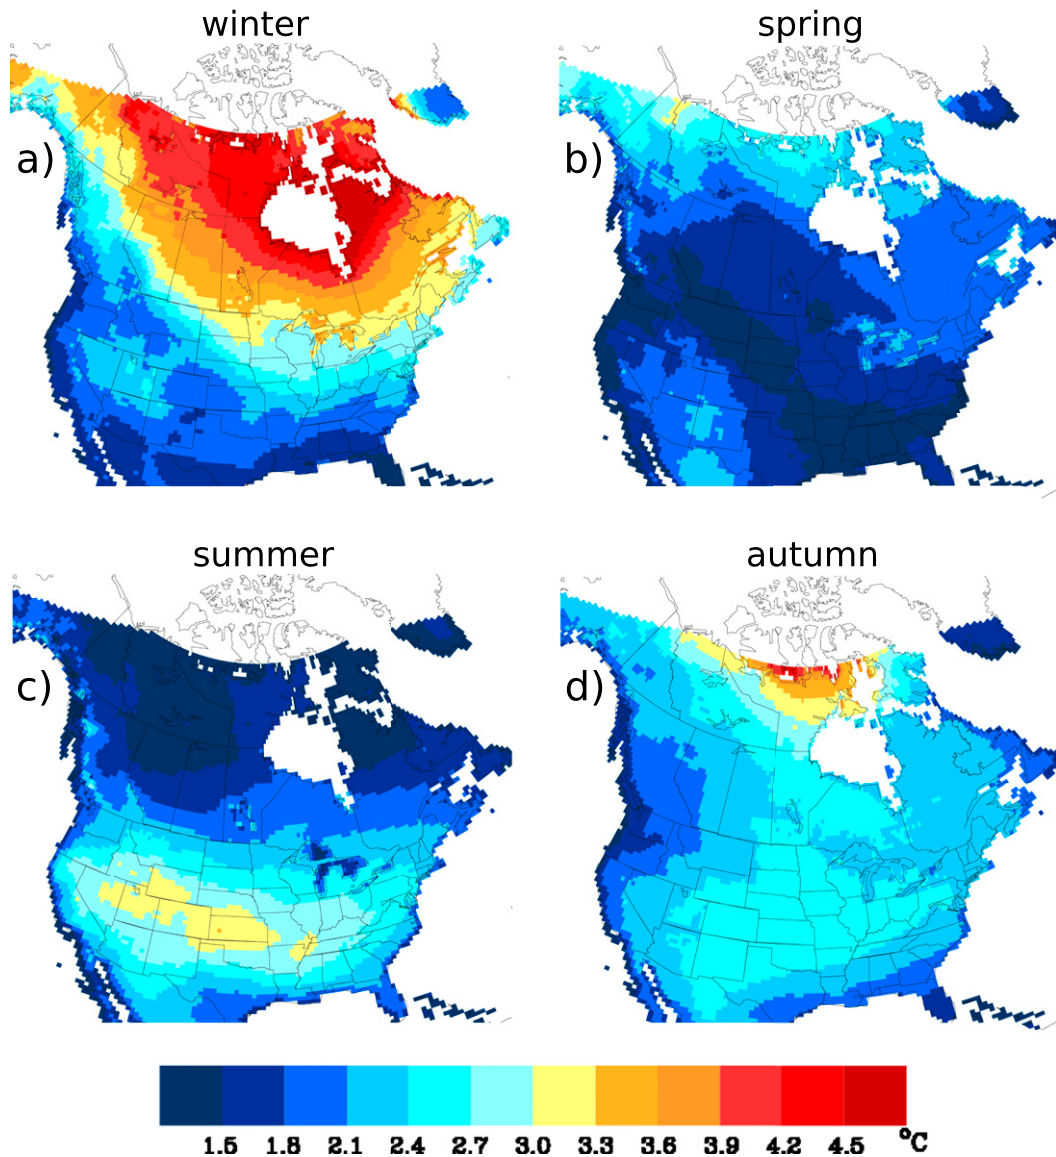 winter
spring
a)
b)
summer
autumn
c)
d)
1.5 1.8 2.1 2.4 2.7 3.0 3.3 3.6 3.9 4.2 4.5 °C